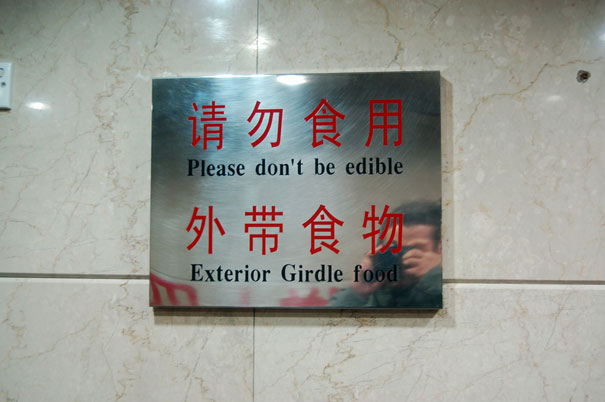 请勿食用
Please don't be edible
外带食物
Exterior Girdle food